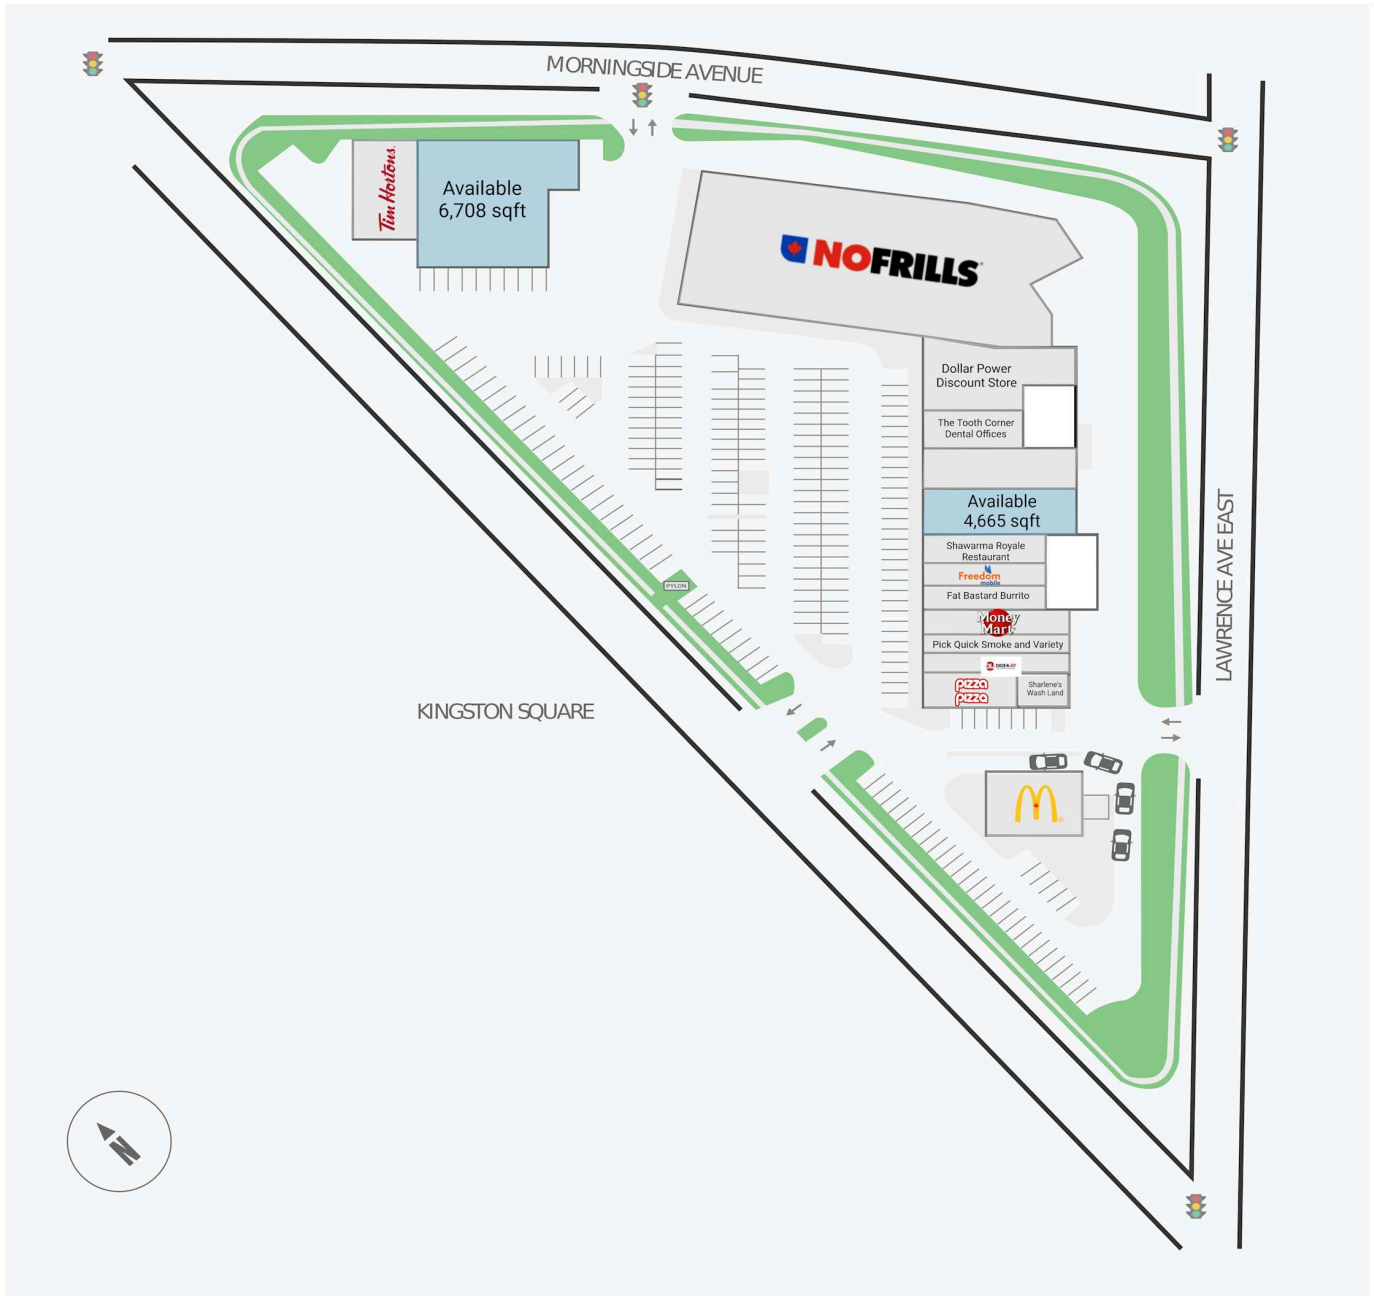 MORNINGSIDE AVENUE
Tim Hortons.
Available
6,708 sqft
NOFRILLS
Dollar Power
Discount Store
The Tooth Corner
Dental Offices
Available
4,665 sqft
Shawarma Royale
Restaurant
Freedom
mobile
Fat Bastard Burrito
Money
Mart
Pick Quick Smoke and Variety
pizza
pizza
Sharlene's
Wash Land
PYLON
LAWRENCE AVE EAST
KINGSTON SQUARE
N